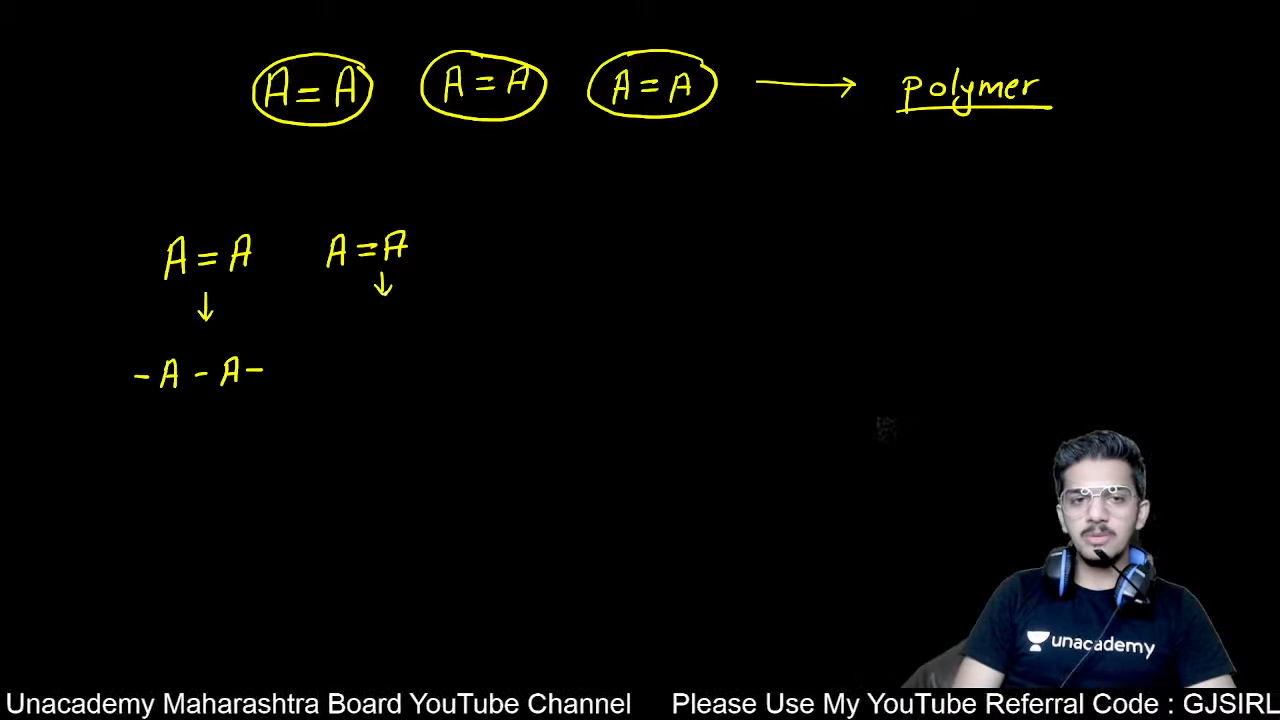 A = A A = A A = A → polymer
A = A A = A
↓ ↓
- A - A -
unacademy
Unacademy Maharashtra Board YouTube Channel Please Use My YouTube Referral Code : GJSIRL